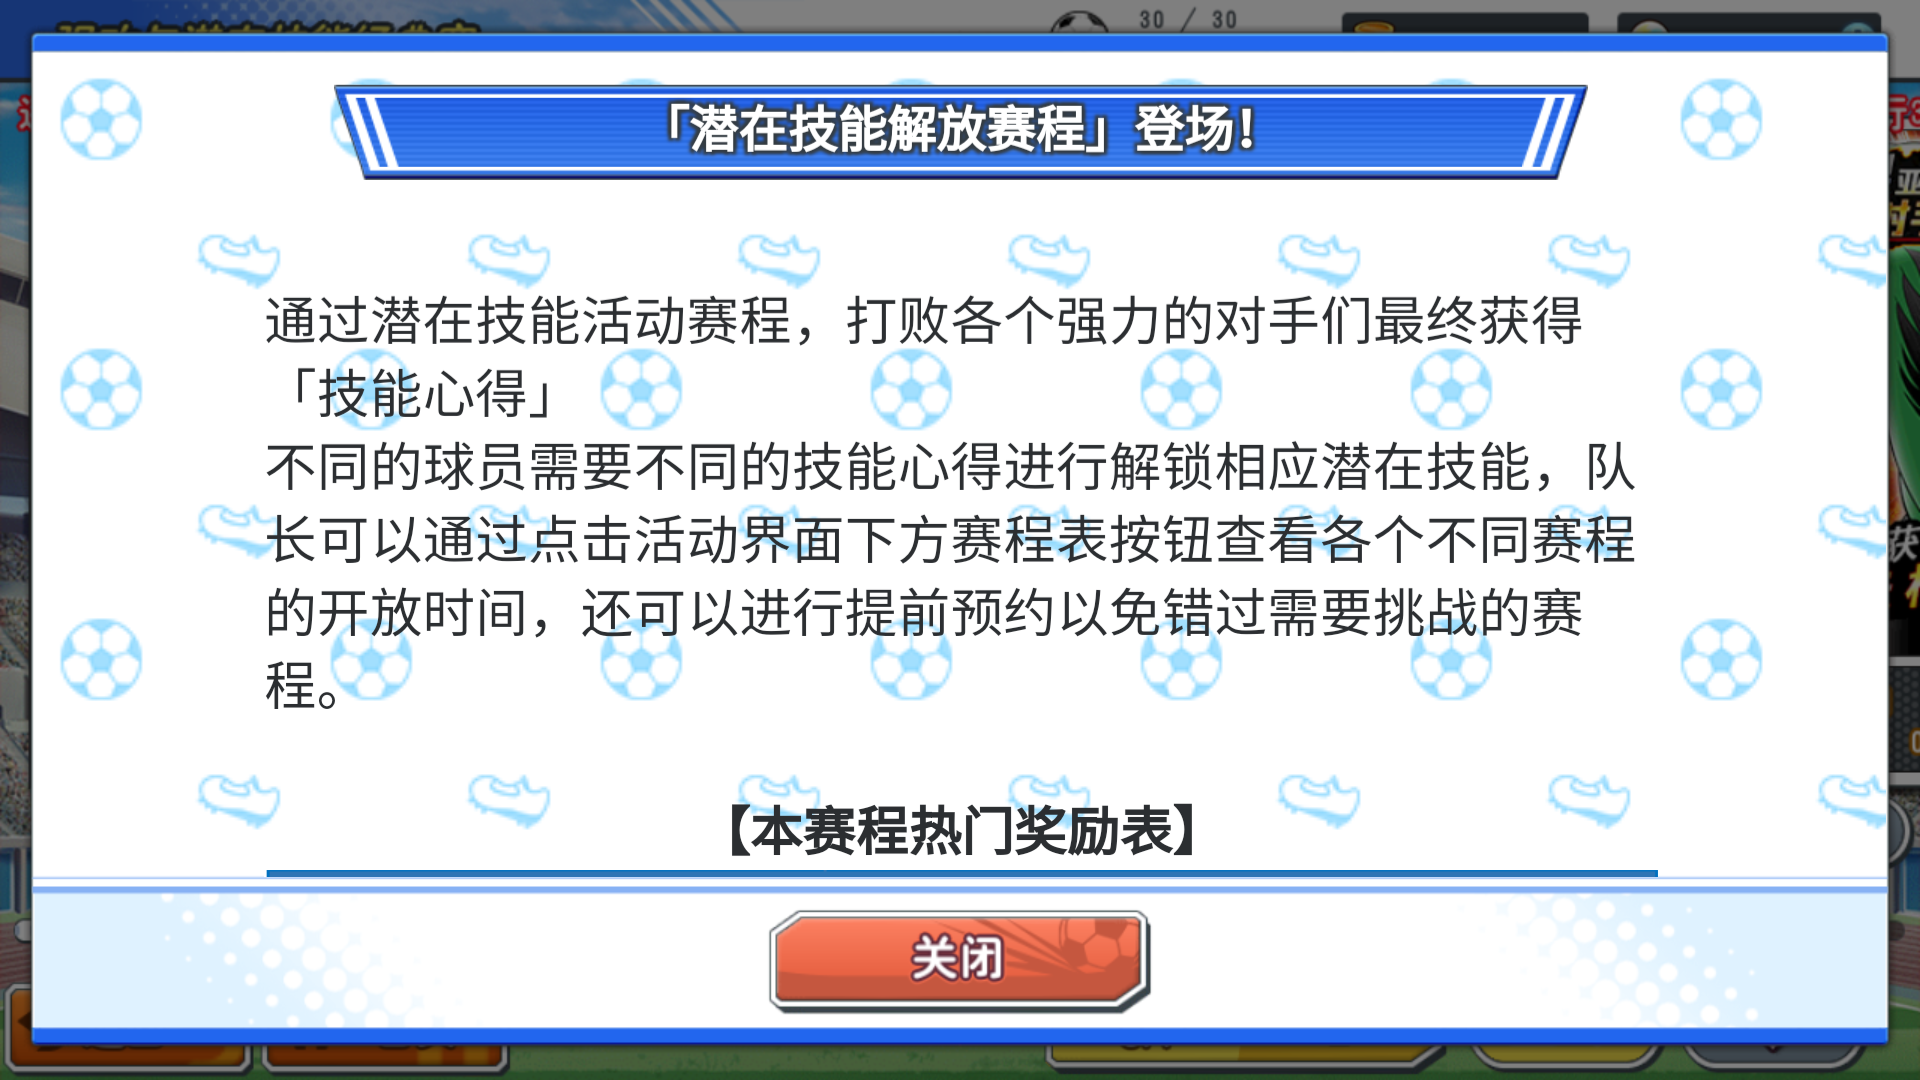 30 / 30
「潜在技能解放赛程」登场！
通过潜在技能活动赛程，打败各个强力的对手们最终获得
「技能心得」
不同的球员需要不同的技能心得进行解锁相应潜在技能，队
长可以通过点击活动界面下方赛程表按钮查看各个不同赛程
的开放时间，还可以进行提前预约以免错过需要挑战的赛
程。
【本赛程热门奖励表】
关闭